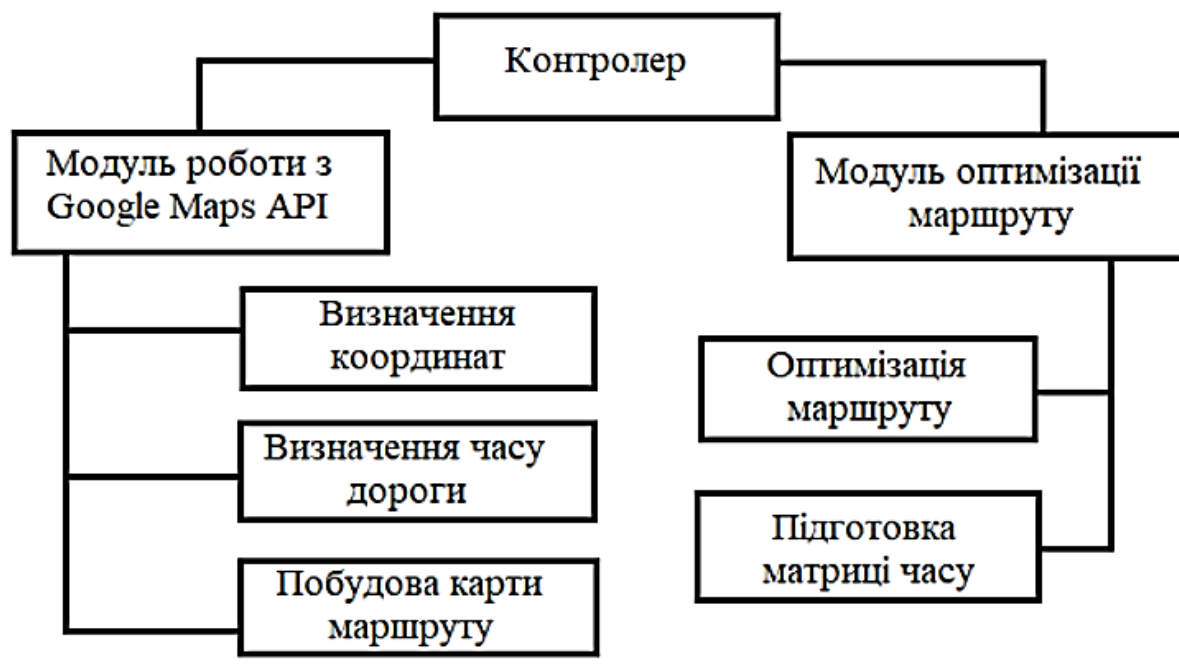 Контролер
Модуль роботи з
Google Maps API
Модуль оптимізації
маршруту
Визначення
координат
Оптимізація
маршруту
Визначення часу
дороги
Підготовка
матриці часу
Побудова карти
маршруту